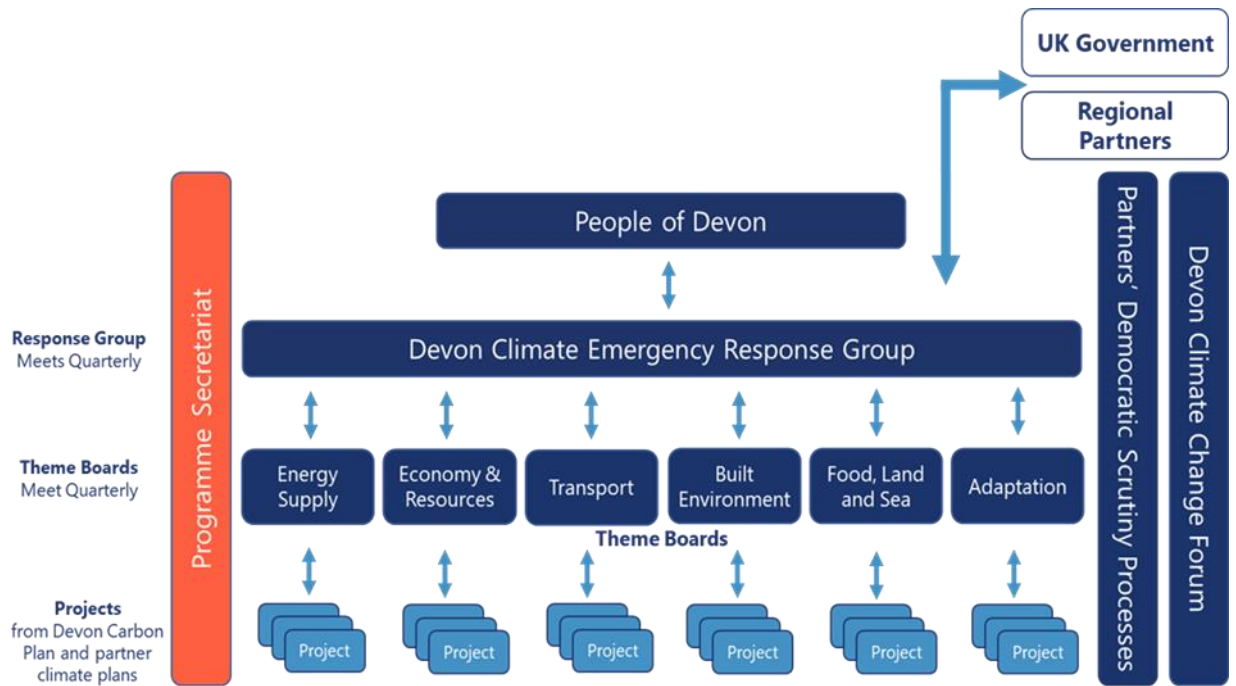 UK Government
Regional
Partners
People of Devon
Programme Secretariat
Partners' Democratic Scrutiny Processes
Devon Climate Change Forum
Response Group
Meets Quarterly
Devon Climate Emergency Response Group
Theme Boards
Meet Quarterly
Energy
Supply
Economy &
Resources
Transport
Built
Environment
Food, Land
and Sea
Adaptation
Theme Boards
Projects
from Devon Carbon
Plan and partner
climate plans
Project
Project
Project
Project
Project
Project